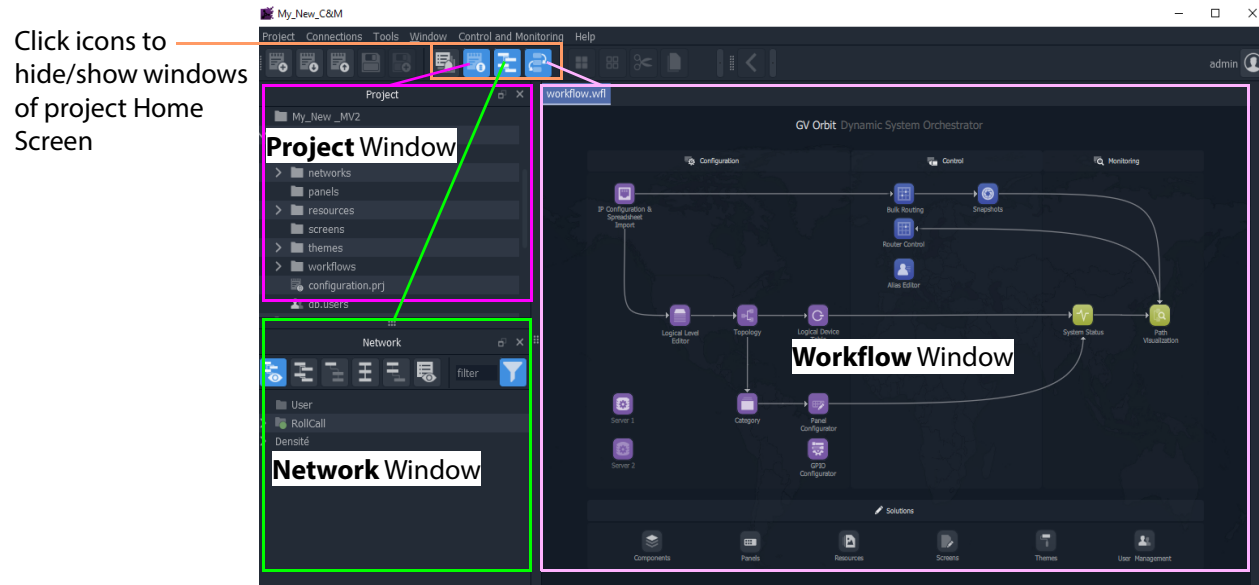 My_New_C&M
Click icons to
hide/show windows
of project Home
Screen
Project Connections Tools Window Control and Monitoring Help
admin
Project
My_New _MV2
Project Window
networks
panels
resources
screens
themes
workflows
configuration.prj
db.users
Network
filter
User
RollCall
Densité
Network Window
workflow.wfl
GV Orbit Dynamic System Orchestrator
Configuration
Control
Monitoring
IP Configuration &
Spreadsheet
Import
Bulk Routing
Snapshots
Router Control
Alias Editor
Logical Level
Editor
Topology
Logical Device
System Status
Path
Visualization
Workflow Window
Server 1
Category
Panel
Configurator
Server 2
GPIO
Configurator
Solutions
Components
Panels
Resources
Screens
Themes
User Management